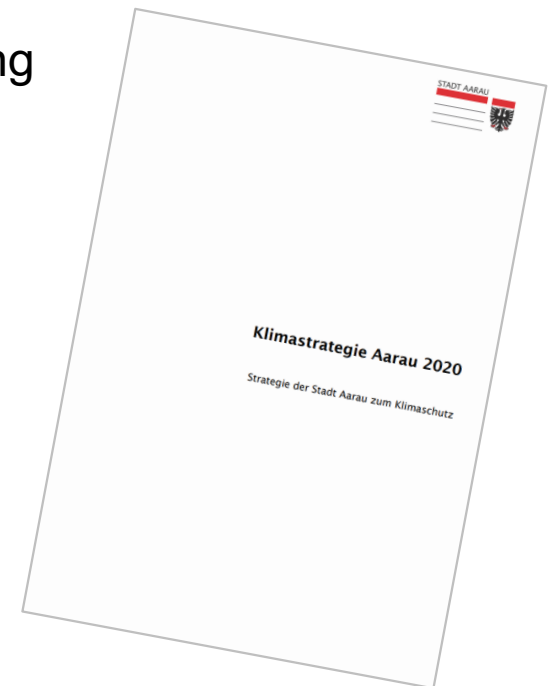 ng
STADT AARAU
Klimastrategie Aarau 2020
Strategie der Stadt Aarau zum Klimaschutz